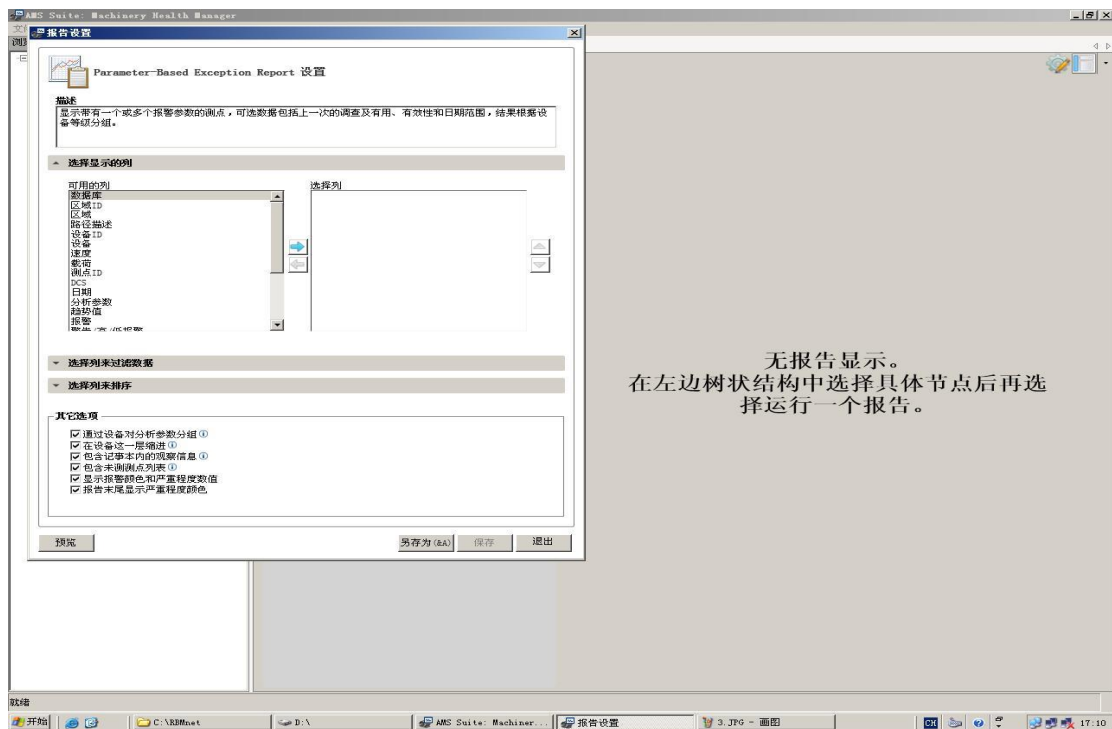 AMS Suite: Machinery Health Manager
报告设置
Parameter-Based Exception Report 设置
描述
显示带有一个或多个报警参数的测点，可选数据包括上一次的调查及有用、有效性和日期范围，结果根据设
备等级分组。
选择显示的列
可用的列
选择列
数据库
区域ID
区域
路径描述
设备ID
设备
速度
载荷
测点ID
DCS
日期
分析参数
趋势值
报警
选择列来过滤数据
选择列来排序
其它选项
通过设备对分析参数分组
在设备这一层缩进
包含记事本内的观察信息
包含未测测点列表
显示报警颜色和严重程度数值
报告末尾显示严重程度颜色
预览
另存为(&A)
保存
退出
无报告显示。
在左边树状结构中选择具体节点后再选
择运行一个报告。
就绪
开始
C:\RBMnet
D:\
AMS Suite: Machiner...
报告设置
3.JPG - 画图
CH
17:10